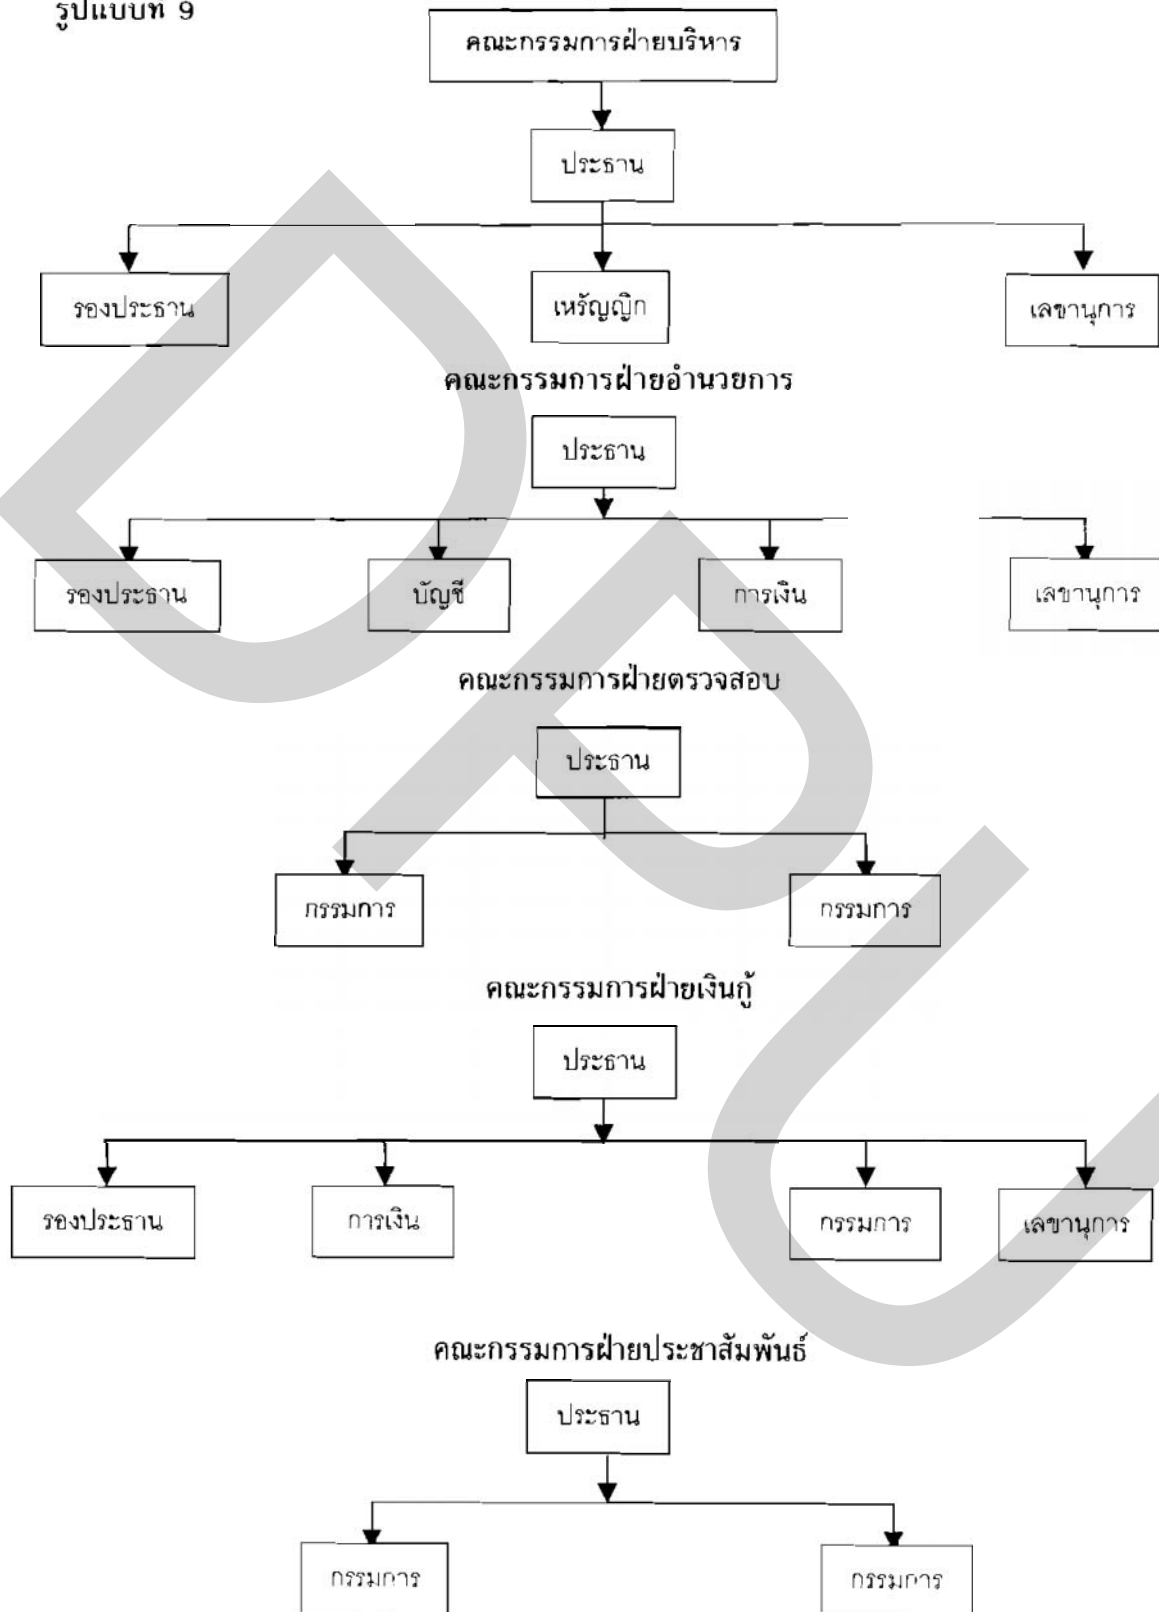 รูปแบบที่ 9
คณะกรรมการฝ่ายบริหาร
ประธาน
รองประธาน เหรัญญิก เลขานุการ
คณะกรรมการฝ่ายอำนวยการ
ประธาน
รองประธาน บัญชี การเงิน เลขานุการ
คณะกรรมการฝ่ายตรวจสอบ
ประธาน
กรรมการ กรรมการ
คณะกรรมการฝ่ายเงินกู้
ประธาน
รองประธาน การเงิน กรรมการ เลขานุการ
คณะกรรมการฝ่ายประชาสัมพันธ์
ประธาน
กรรมการ กรรมการ
DPU